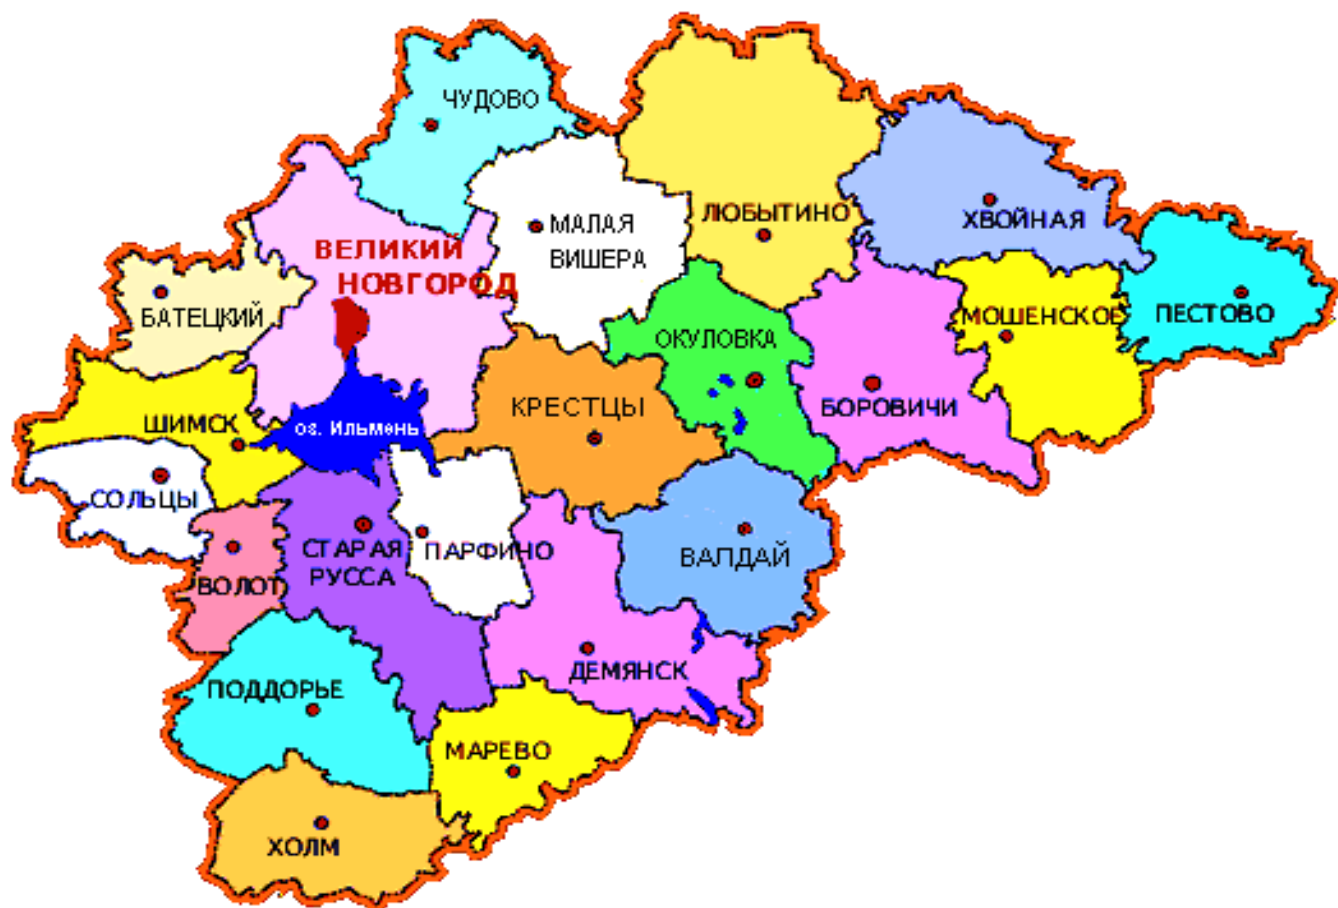 ЧУДОВО
ЛЮБЫТИНО
ХВОЙНАЯ
МАЛАЯ
ВИШЕРА
ВЕЛИКИЙ
НОВГОРОД
БАТЕЦКИЙ
МОШЕНСКОЕ
ПЕСТОВО
ОКУЛОВКА
КРЕСТЦЫ
БОРОВИЧИ
ШИМСК
оз. Ильмень
СОЛЬЦЫ
СТАРАЯ
РУССА
ПАРФИНО
ВАЛДАЙ
ВОЛОТ
ДЕМЯНСК
ПОДДОРЬЕ
МАРЕВО
ХОЛМ